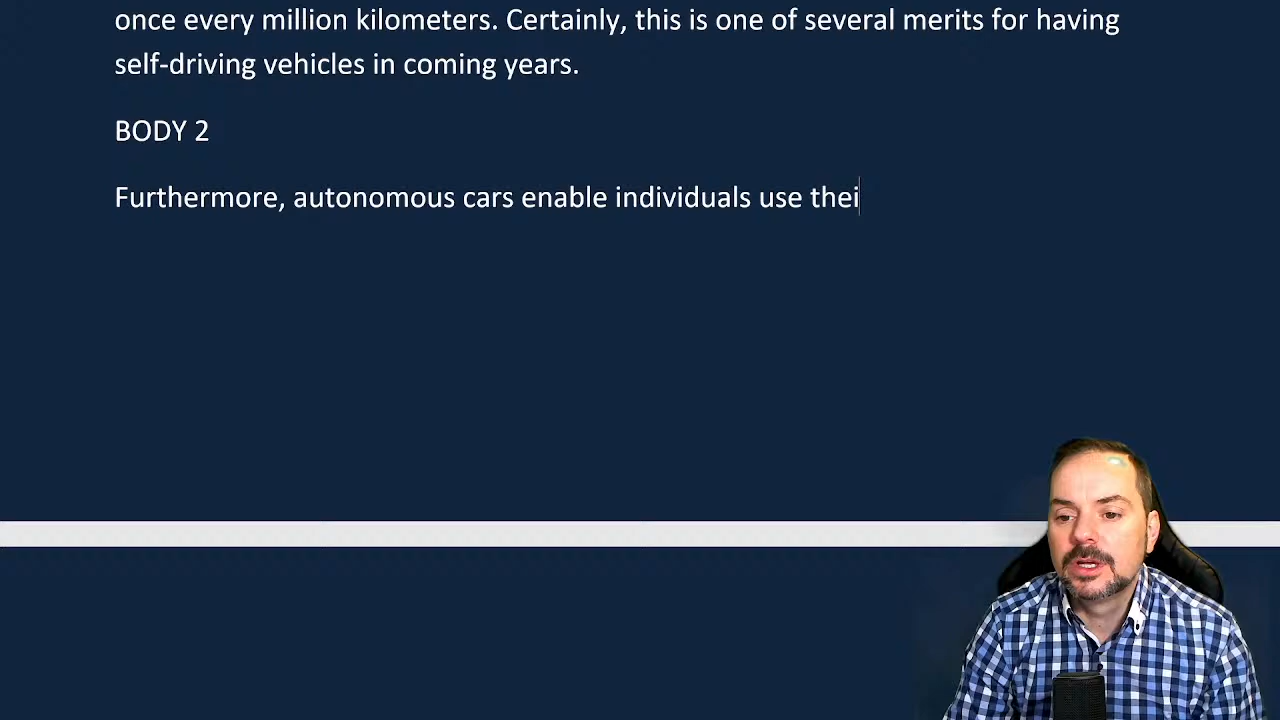 once every million kilometers. Certainly, this is one of several merits for having
self-driving vehicles in coming years.
BODY 2
Furthermore, autonomous cars enable individuals use thei